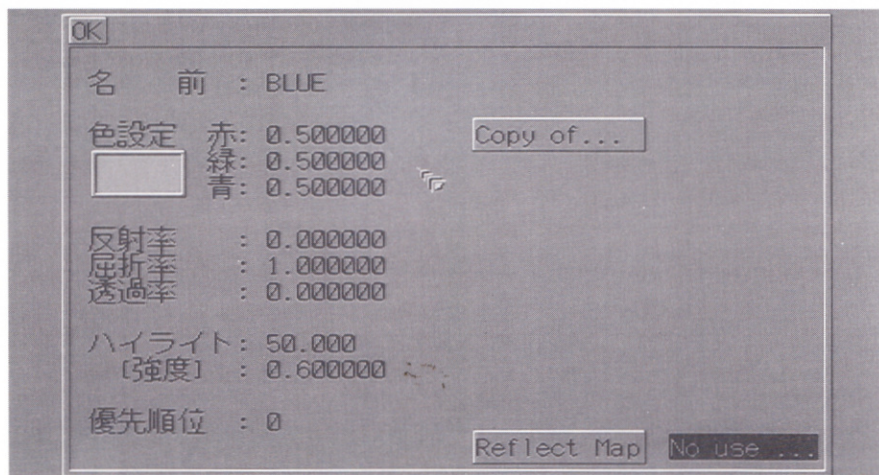 OK
名 前 : BLUE
色設定 赤: 0.500000 Copy of...
緑: 0.500000
青: 0.500000
反射率 : 0.000000
屈折率 : 1.000000
透過率 : 0.000000
ハイライト: 50.000
[強度] : 0.600000
優先順位 : 0
Reflect Map No use ...